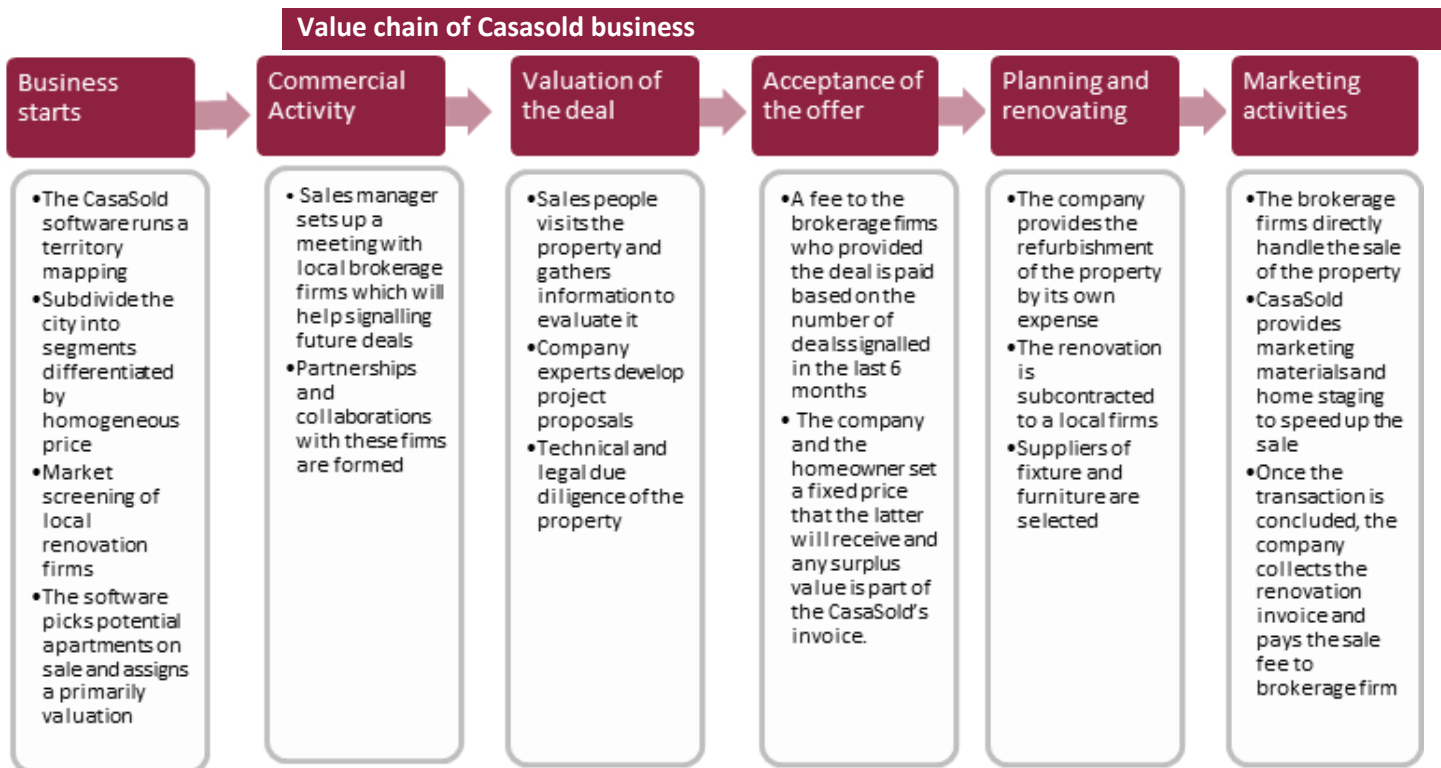 Value chain of Casasold business
Business
starts
•The CasaSold
software runs a
territory
mapping
•Subdivide the
city into
segments
differentiated
by
homogeneous
price
•Market
screening of
local
renovation
firms
•The software
picks potential
apartments on
sale and assigns
a primarily
valuation
Commercial
Activity
• Sales manager
sets up a
meeting with
local brokerage
firms which will
help signalling
future deals
•Partnerships
and
collaborations
with these firms
are formed
Valuation of
the deal
•Sales people
visits the
property and
gathers
information to
evaluate it
•Company
experts develop
project
proposals
•Technical and
legal due
diligence of the
property
Acceptance of
the offer
•A fee to the
brokerage firms
who provided
the deal is paid
based on the
number of
deals signalled
in the last 6
months
• The company
and the
homeowner set
a fixed price
that the latter
will receive and
any surplus
value is part of
the CasaSold's
invoice.
Planning and
renovating
•The company
provides the
refurbishment
of the property
by its own
expense
•The renovation
is
subcontracted
to a local firms
•Suppliers of
fixture and
furniture are
selected
Marketing
activities
•The brokerage
firms directly
handle the sale
of the property
•CasaSold
provides
marketing
materials and
home staging
to speed up the
sale
•Once the
transaction is
concluded, the
company
collects the
renovation
invoice and
pays the sale
fee to
brokerage firm